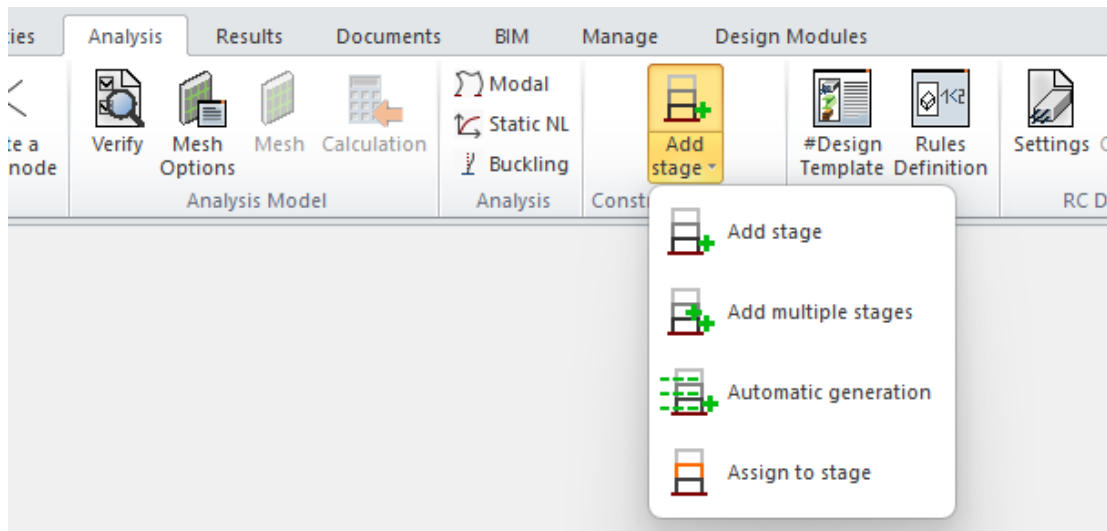 ties Analysis Results Documents BIM Manage Design Modules
Modal
Static NL
Buckling
te a
node
Verify
Mesh
Options
Mesh
Calculation
Add
stage
#Design
Template
Rules
Definition
Settings
Analysis Model
Analysis
Const
RC D
Add stage
Add multiple stages
Automatic generation
Assign to stage